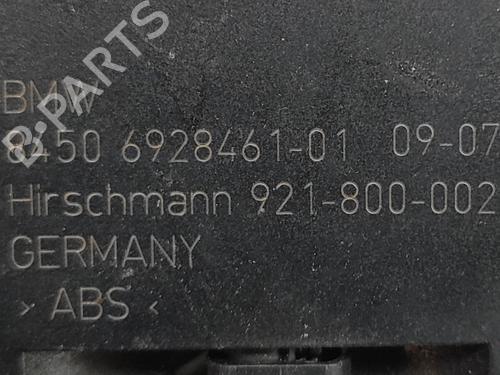 B-PARTS
BMW
8450 6928461-01 09-07
Hirschmann 921-800-002
GERMANY
> ABS <